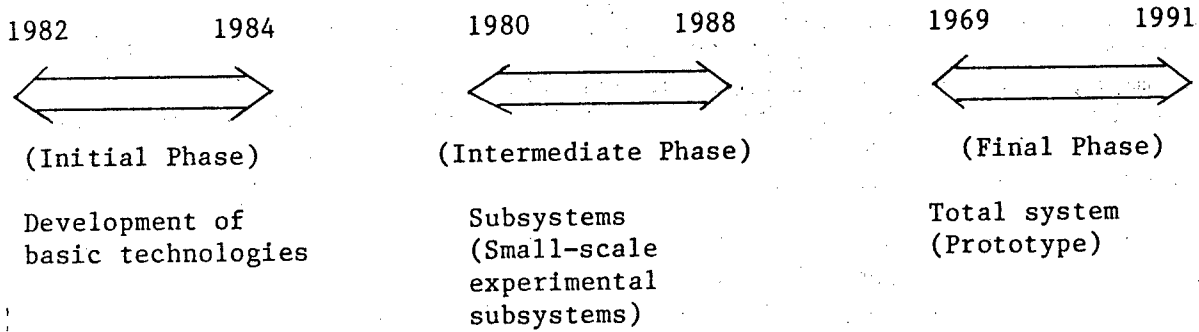 1982 1984
(Initial Phase)
Development of
basic technologies
1980 1988
(Intermediate Phase)
Subsystems
(Small-scale
experimental
subsystems)
1969 1991
(Final Phase)
Total system
(Prototype)